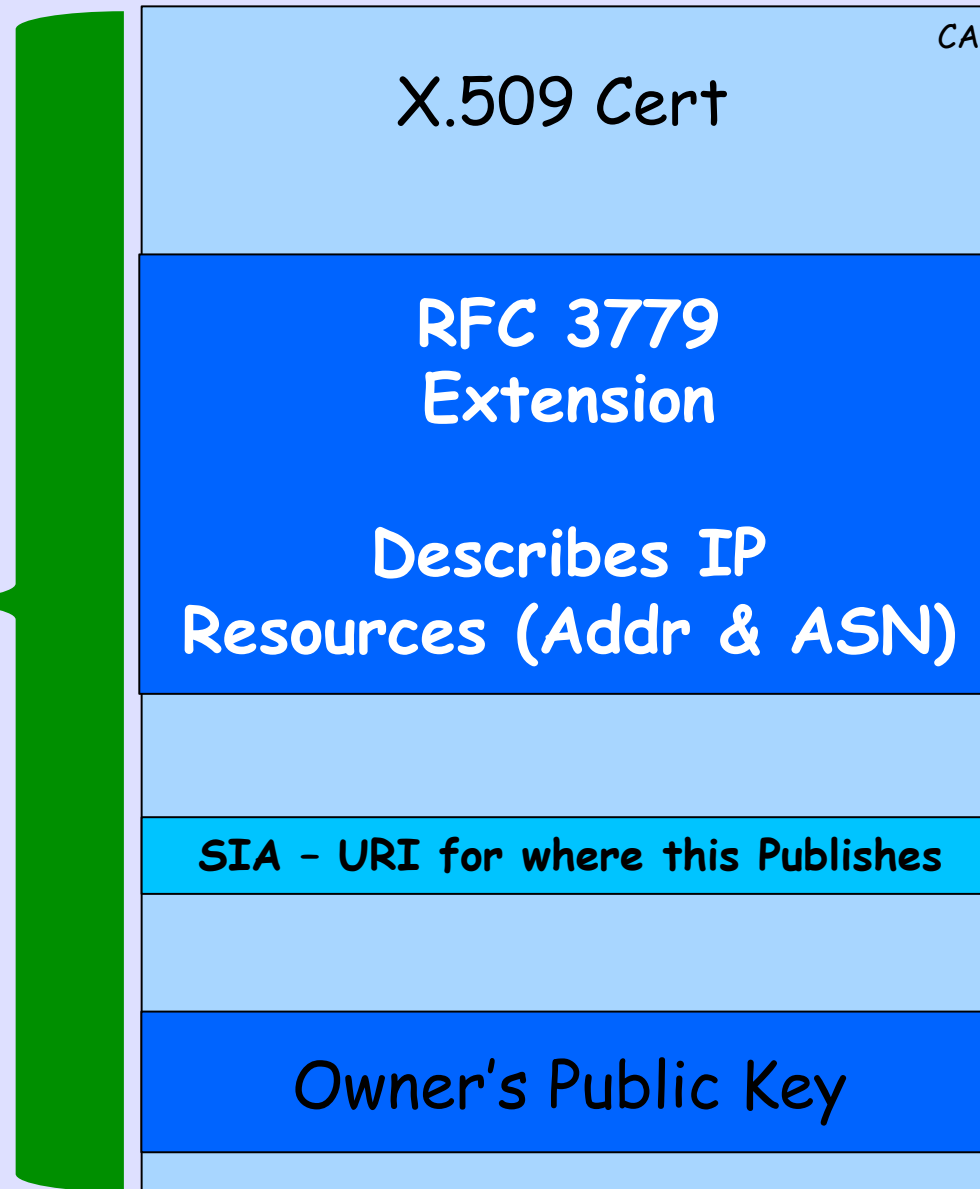 CA
X.509 Cert
RFC 3779
Extension
Describes IP
Resources (Addr & ASN)
SIA – URI for where this Publishes
Owner’s Public Key